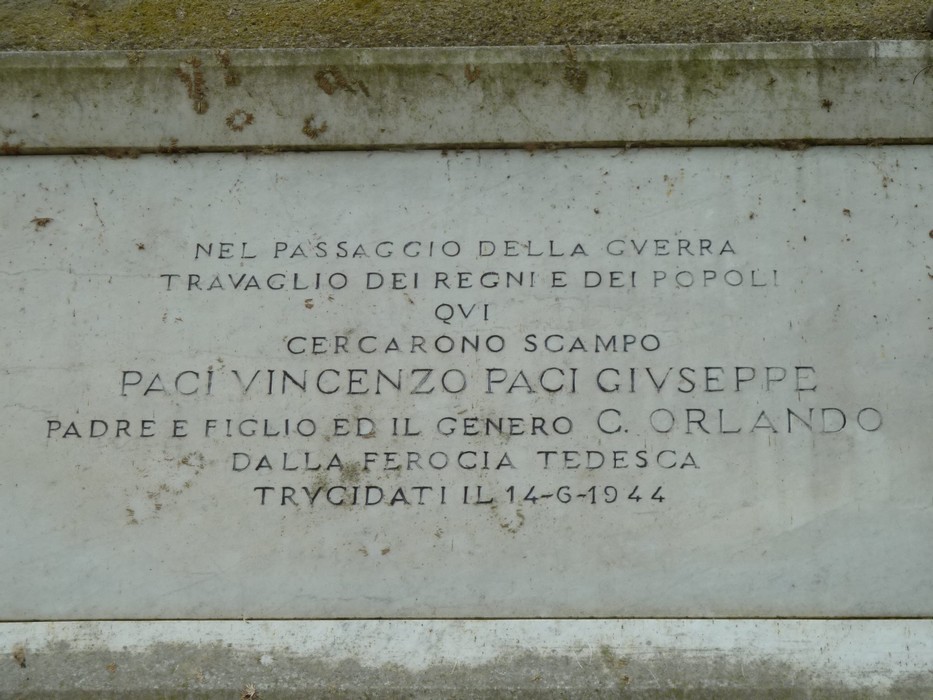 NEL PASSAGGIO DELLA GVERRA
TRAVAGLIO DEI REGNI E DEI POPOLI
QVI
CERCARONO SCAMPO
PACI VINCENZO PACI GIVSEPPE
PADRE E FIGLIO ED IL GENERO C. ORLANDO
DALLA FEROCIA TEDESCA
TRVCIDATI IL 14-6-1944